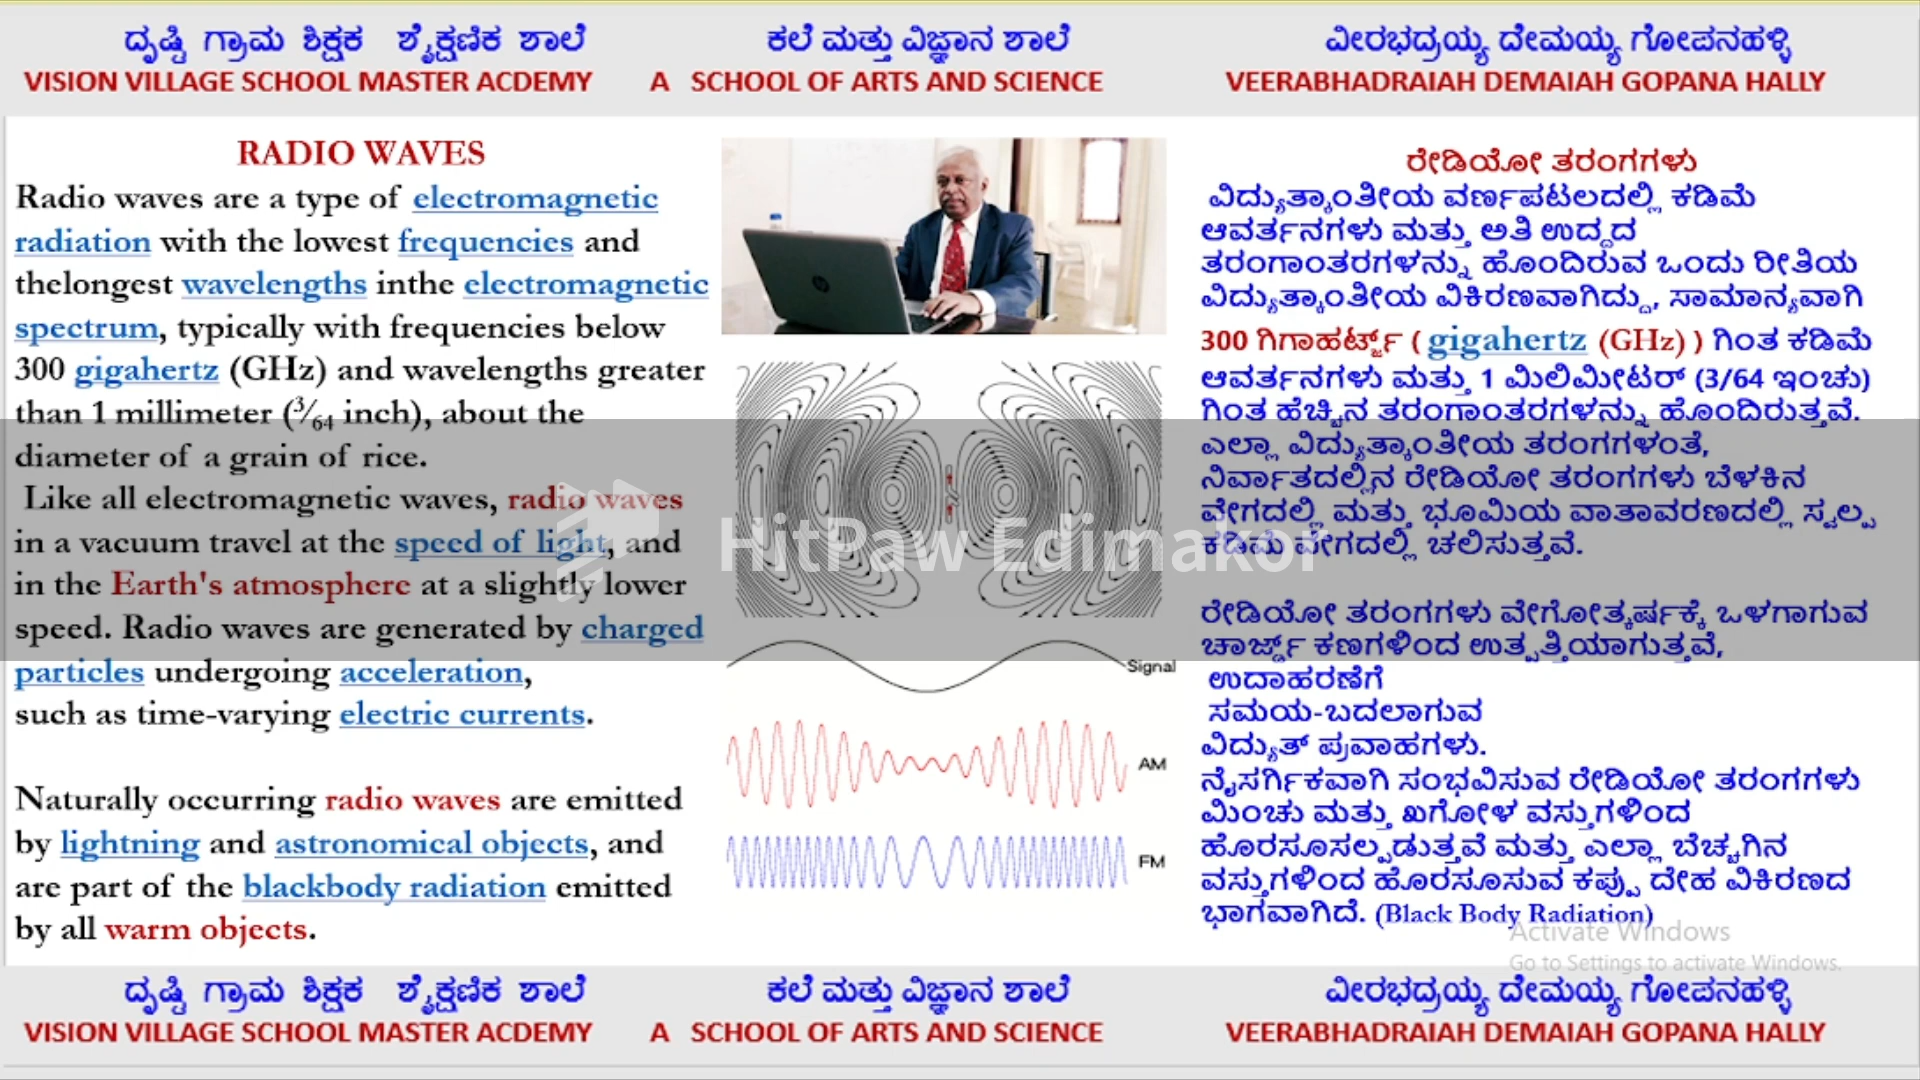 ದೃಷ್ಟಿ ಗ್ರಾಮ ಶಿಕ್ಷಕ ಶೈಕ್ಷಣಿಕ ಶಾಲೆ
ಕಲೆ ಮತ್ತು ವಿಜ್ಞಾನ ಶಾಲೆ
ವೀರಭದ್ರಯ್ಯ ದೇಮಯ್ಯ ಗೋಪನಹಳ್ಳಿ
VISION VILLAGE SCHOOL MASTER ACDEMY
A SCHOOL OF ARTS AND SCIENCE
VEERABHADRAIAH DEMAIAH GOPANA HALLY
RADIO WAVES
Radio waves are a type of electromagnetic
radiation with the lowest frequencies and
thelongest wavelengths inthe electromagnetic
spectrum, typically with frequencies below
300 gigahertz (GHz) and wavelengths greater
than 1 millimeter (3⁄64 inch), about the
diameter of a grain of rice.
Like all electromagnetic waves, radio waves
in a vacuum travel at the speed of light, and
in the Earth's atmosphere at a slightly lower
speed. Radio waves are generated by charged
particles undergoing acceleration,
such as time-varying electric currents.
Naturally occurring radio waves are emitted
by lightning and astronomical objects, and
are part of the blackbody radiation emitted
by all warm objects.
HitPaw Edimakor
Signal
AM
FM
ರೇಡಿಯೋ ತರಂಗಗಳು
ವಿದ್ಯುತ್ಕಾಂತೀಯ ವರ್ಣಪಟಲದಲ್ಲಿ ಕಡಿಮೆ
ಆವರ್ತನಗಳು ಮತ್ತು ಅತಿ ಉದ್ದದ
ತರಂಗಾಂತರಗಳನ್ನು ಹೊಂದಿರುವ ಒಂದು ರೀತಿಯ
ವಿದ್ಯುತ್ಕಾಂತೀಯ ವಿಕಿರಣವಾಗಿದ್ದು, ಸಾಮಾನ್ಯವಾಗಿ
300 ಗಿಗಾಹರ್ಟ್ಜ್ ( gigahertz (GHz) ) ಗಿಂತ ಕಡಿಮೆ
ಆವರ್ತನಗಳು ಮತ್ತು 1 ಮಿಲಿಮೀಟರ್ (3/64 ಇಂಚು)
ಗಿಂತ ಹೆಚ್ಚಿನ ತರಂಗಾಂತರಗಳನ್ನು ಹೊಂದಿರುತ್ತವೆ.
ಎಲ್ಲಾ ವಿದ್ಯುತ್ಕಾಂತೀಯ ತರಂಗಗಳಂತೆ,
ನಿರ್ವಾತದಲ್ಲಿನ ರೇಡಿಯೋ ತರಂಗಗಳು ಬೆಳಕಿನ
ವೇಗದಲ್ಲಿ ಮತ್ತು ಭೂಮಿಯ ವಾತಾವರಣದಲ್ಲಿ ಸ್ವಲ್ಪ
ಕಡಿಮೆ ವೇಗದಲ್ಲಿ ಚಲಿಸುತ್ತವೆ.
ರೇಡಿಯೋ ತರಂಗಗಳು ವೇಗೋತ್ಕರ್ಷಕ್ಕೆ ಒಳಗಾಗುವ
ಚಾರ್ಜ್ಡ್ ಕಣಗಳಿಂದ ಉತ್ಪತ್ತಿಯಾಗುತ್ತವೆ,
ಉದಾಹರಣೆಗೆ
ಸಮಯ-ಬದಲಾಗುವ
ವಿದ್ಯುತ್ ಪ್ರವಾಹಗಳು.
ನೈಸರ್ಗಿಕವಾಗಿ ಸಂಭವಿಸುವ ರೇಡಿಯೋ ತರಂಗಗಳು
ಮಿಂಚು ಮತ್ತು ಖಗೋಳ ವಸ್ತುಗಳಿಂದ
ಹೊರಸೂಸಲ್ಪಡುತ್ತವೆ ಮತ್ತು ಎಲ್ಲಾ ಬೆಚ್ಚಗಿನ
ವಸ್ತುಗಳಿಂದ ಹೊರಸೂಸುವ ಕಪ್ಪು ದೇಹ ವಿಕಿರಣದ
ಭಾಗವಾಗಿದೆ. (Black Body Radiation)
Activate Windows
Go to Settings to activate Windows.
ದೃಷ್ಟಿ ಗ್ರಾಮ ಶಿಕ್ಷಕ ಶೈಕ್ಷಣಿಕ ಶಾಲೆ
ಕಲೆ ಮತ್ತು ವಿಜ್ಞಾನ ಶಾಲೆ
ವೀರಭದ್ರಯ್ಯ ದೇಮಯ್ಯ ಗೋಪನಹಳ್ಳಿ
VISION VILLAGE SCHOOL MASTER ACDEMY
A SCHOOL OF ARTS AND SCIENCE
VEERABHADRAIAH DEMAIAH GOPANA HALLY